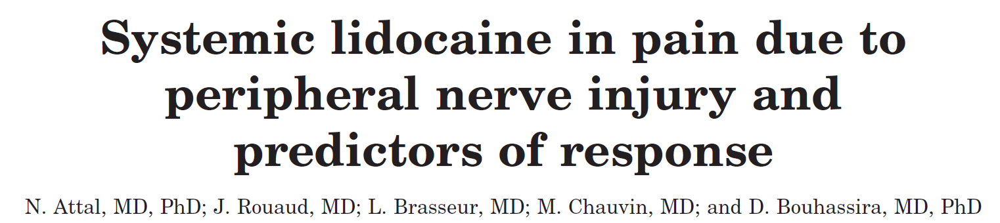 Systemic lidocaine in pain due to
peripheral nerve injury and
predictors of response
N. Attal, MD, PhD; J. Rouaud, MD; L. Brasseur, MD; M. Chauvin, MD; and D. Bouhassira, MD, PhD